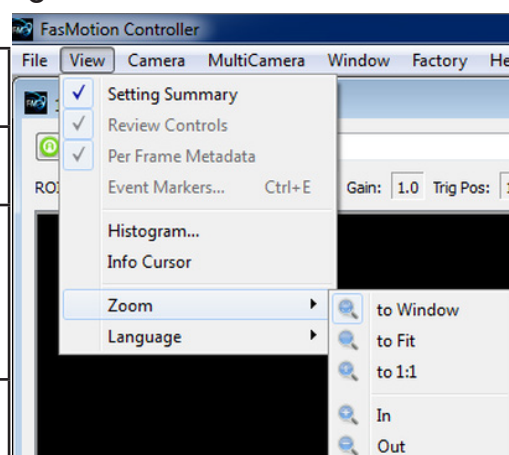 FasMotion Controller
File View Camera MultiCamera Window Factory
Setting Summary
Review Controls
Per Frame Metadata
Event Markers... Ctrl+E
Gain: 1.0 Trig Pos:
Histogram...
Info Cursor
Zoom
Language
to Window
to Fit
to 1:1
In
Out